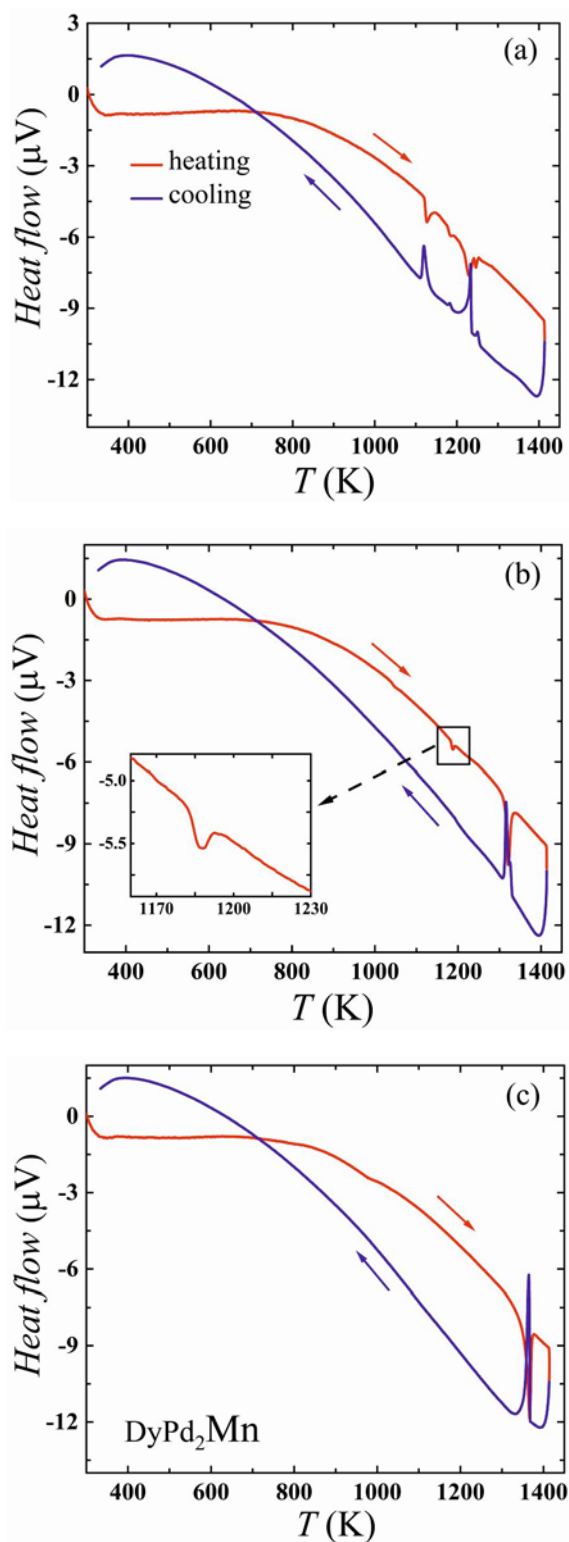 (a)
3
0
-3
-6
-9
-12
Heat flow (μV)
heating
cooling
400 600 800 1000 1200 1400
T (K)
(b)
0
-3
-6
-9
-12
Heat flow (μV)
-5.0
-5.5
1170 1200 1230
400 600 800 1000 1200 1400
T (K)
(c)
0
-3
-6
-9
-12
Heat flow (μV)
DyPd₂Mn
400 600 800 1000 1200 1400
T (K)